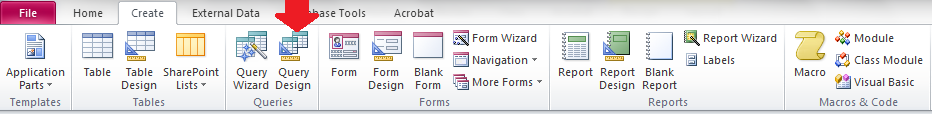 File Home Create External Data base Tools Acrobat
Application Parts
Table
Table Design
SharePoint Lists
Query Wizard
Query Design
Form
Form Design
Blank Form
Form Wizard
Navigation
More Forms
Report
Report Design
Blank Report
Report Wizard
Labels
Macro
Module
Class Module
Visual Basic
Templates Tables Queries Forms Reports Macros & Code